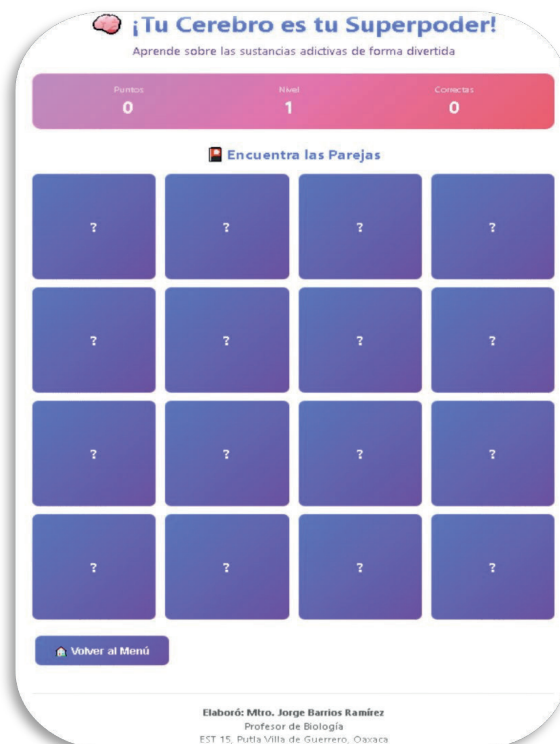 ¡Tu Cerebro es tu Superpoder!
Aprende sobre las sustancias adictivas de forma divertida
Puntos Nivel Correctas
0 1 0
Encuentra las Parejas
? ? ? ?
? ? ? ?
? ? ? ?
? ? ? ?
Volver al Menú
Elaboró: Mtro. Jorge Barrios Ramírez
Profesor de Biología
EST 15, Putla Villa de Guerrero, Oaxaca